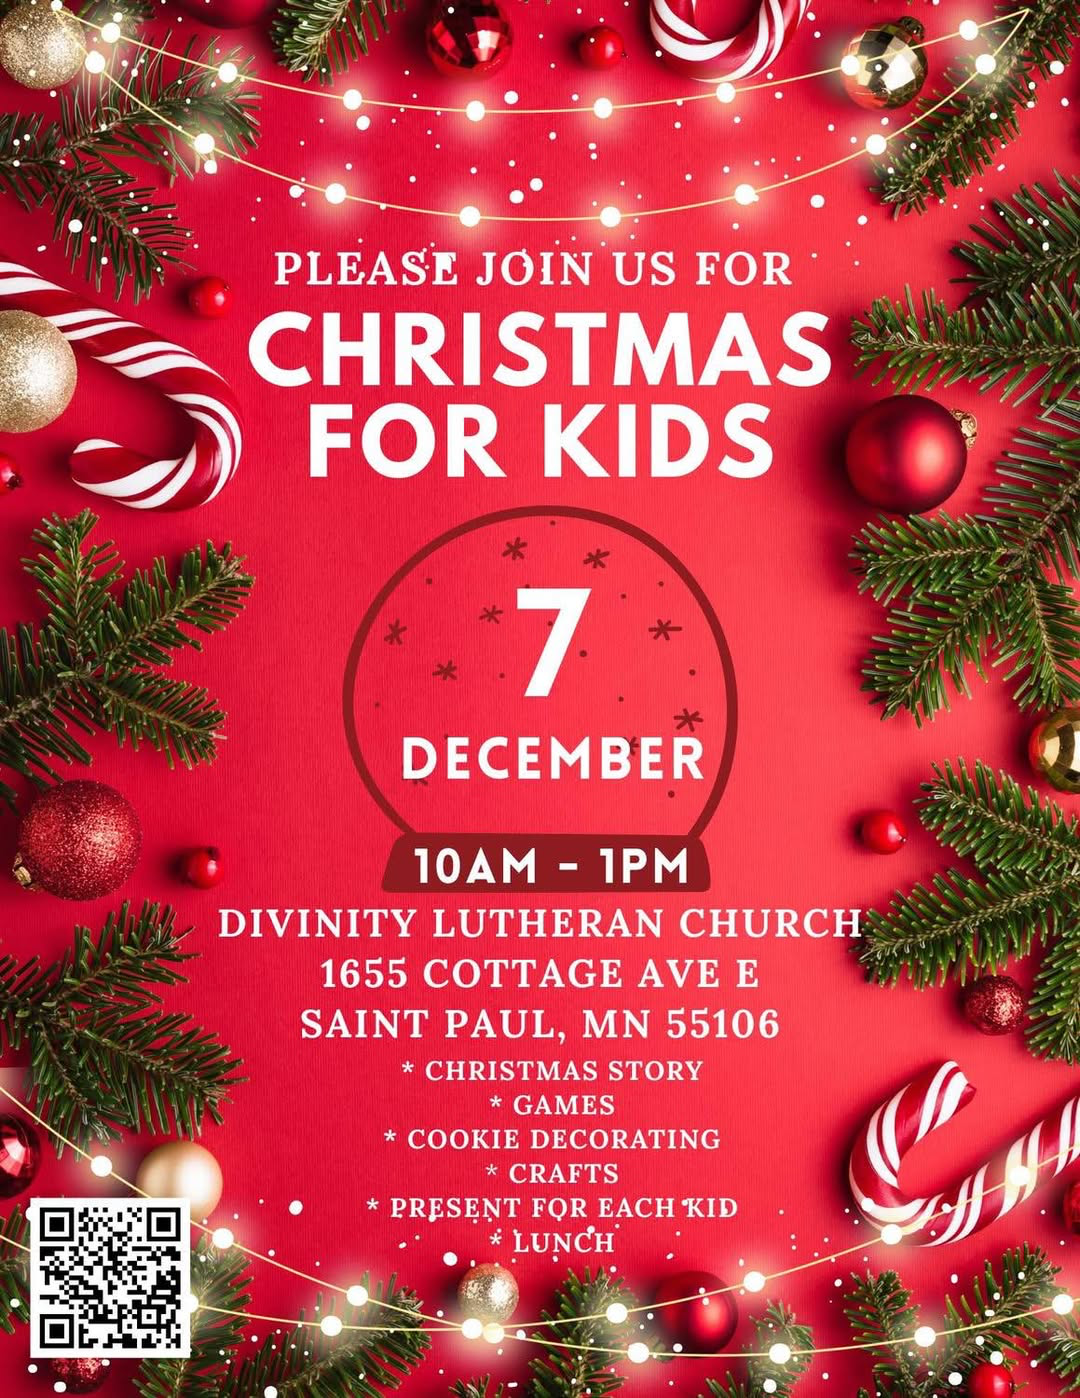 PLEASE JOIN US FOR
CHRISTMAS
FOR KIDS
7
DECEMBER
10AM - 1PM
DIVINITY LUTHERAN CHURCH
1655 COTTAGE AVE E
SAINT PAUL, MN 55106
* CHRISTMAS STORY
* GAMES
* COOKIE DECORATING
* CRAFTS
* PRESENT FOR EACH KID
* LUNCH